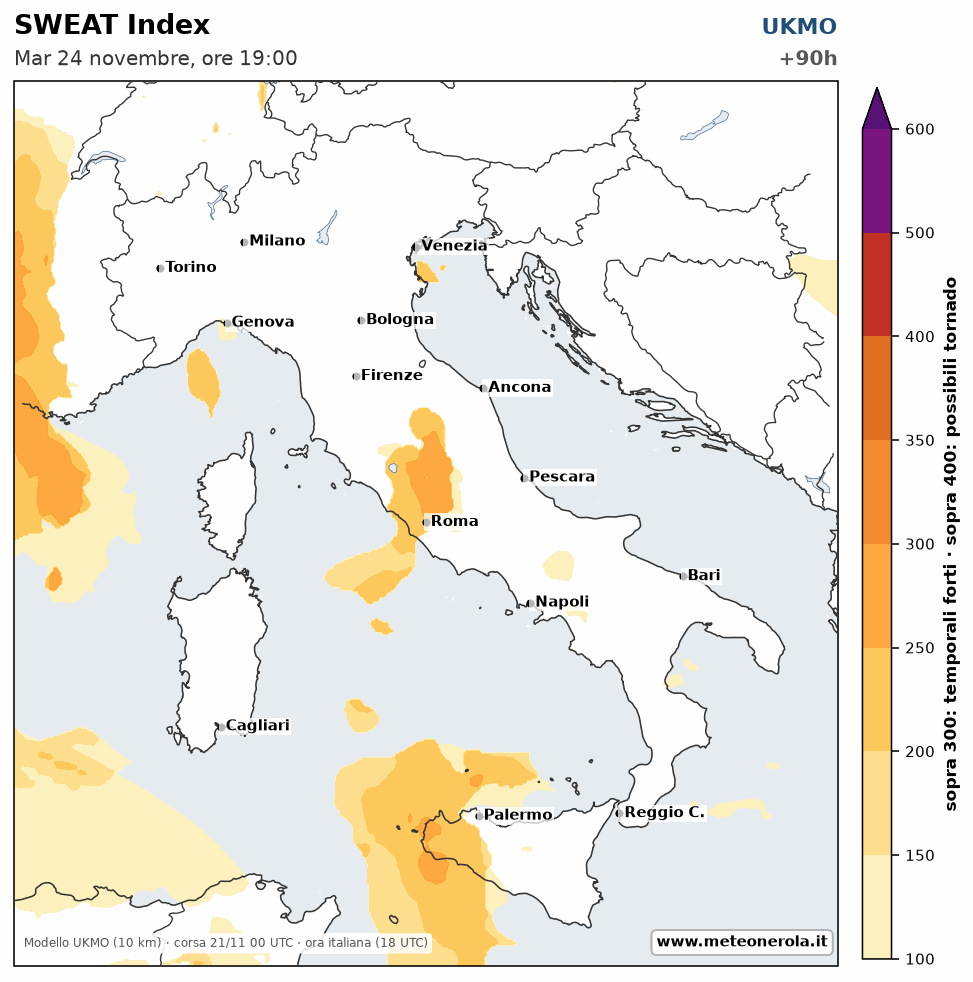 SWEAT Index
UKMO
Mar 24 novembre, ore 19:00
+90h
Milano
Venezia
Torino
Genova
Bologna
Firenze
Ancona
Pescara
Roma
Bari
Napoli
Cagliari
Palermo
Reggio C.
Modello UKMO (10 km) · corsa 21/11 00 UTC · ora italiana (18 UTC)
www.meteonerola.it
600
500
400
350
300
250
200
150
100
sopra 300: temporali forti · sopra 400: possibili tornado